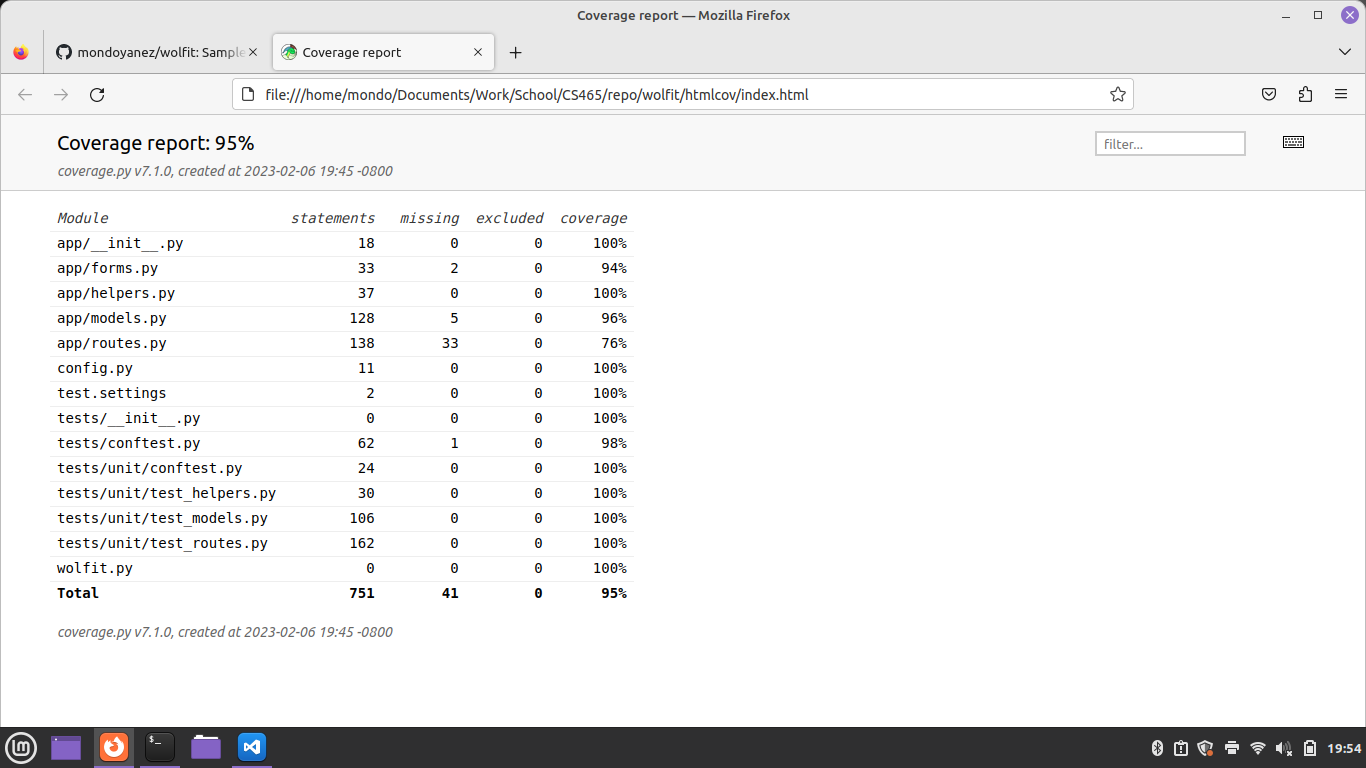 Coverage report — Mozilla Firefox
mondoyanez/wolfit: Sample
Coverage report
file:///home/mondo/Documents/Work/School/CS465/repo/wolfit/htmlcov/index.html
Coverage report: 95%
filter...
coverage.py v7.1.0, created at 2023-02-06 19:45 -0800
Module statements missing excluded coverage
app/__init__.py 18 0 0 100%
app/forms.py 33 2 0 94%
app/helpers.py 37 0 0 100%
app/models.py 128 5 0 96%
app/routes.py 138 33 0 76%
config.py 11 0 0 100%
test.settings 2 0 0 100%
tests/__init__.py 0 0 0 100%
tests/conftest.py 62 1 0 98%
tests/unit/conftest.py 24 0 0 100%
tests/unit/test_helpers.py 30 0 0 100%
tests/unit/test_models.py 106 0 0 100%
tests/unit/test_routes.py 162 0 0 100%
wolfit.py 0 0 0 100%
Total 751 41 0 95%
coverage.py v7.1.0, created at 2023-02-06 19:45 -0800
19:54